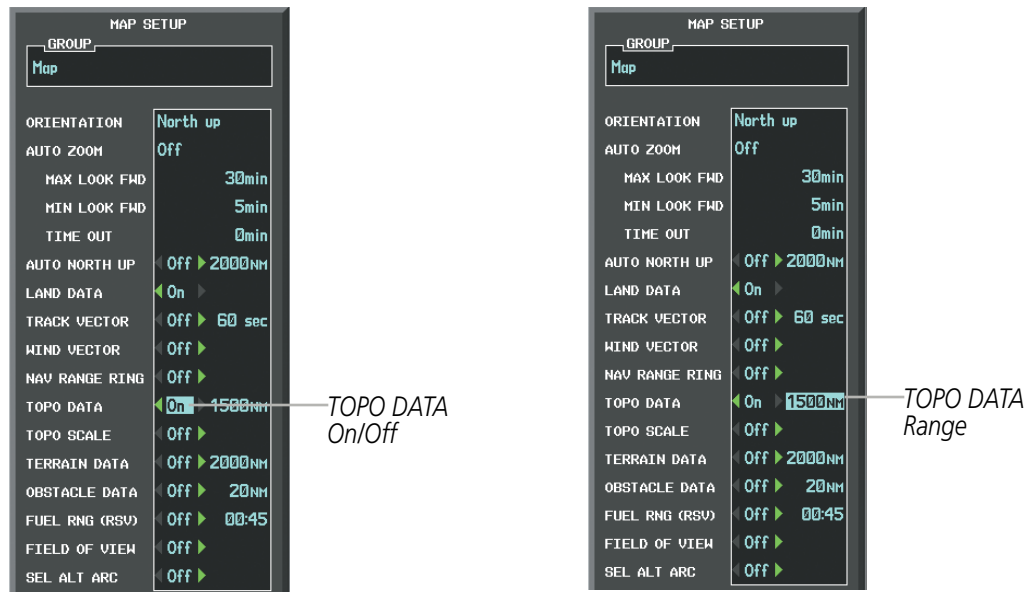 MAP SETUP
GROUP
Map
ORIENTATION North up
AUTO ZOOM Off
MAX LOOK FWD 30min
MIN LOOK FWD 5min
TIME OUT 0min
AUTO NORTH UP Off 2000NM
LAND DATA On
TRACK VECTOR Off 60 sec
WIND VECTOR Off
NAV RANGE RING Off
TOPO DATA On 1500NM
TOPO SCALE Off
TERRAIN DATA Off 2000NM
OBSTACLE DATA Off 20NM
FUEL RNG (RSV) Off 00:45
FIELD OF VIEW Off
SEL ALT ARC Off
TOPO DATA
On/Off
MAP SETUP
GROUP
Map
ORIENTATION North up
AUTO ZOOM Off
MAX LOOK FWD 30min
MIN LOOK FWD 5min
TIME OUT 0min
AUTO NORTH UP Off 2000NM
LAND DATA On
TRACK VECTOR Off 60 sec
WIND VECTOR Off
NAV RANGE RING Off
TOPO DATA On 1500NM
TOPO SCALE Off
TERRAIN DATA Off 2000NM
OBSTACLE DATA Off 20NM
FUEL RNG (RSV) Off 00:45
FIELD OF VIEW Off
SEL ALT ARC Off
TOPO DATA
Range